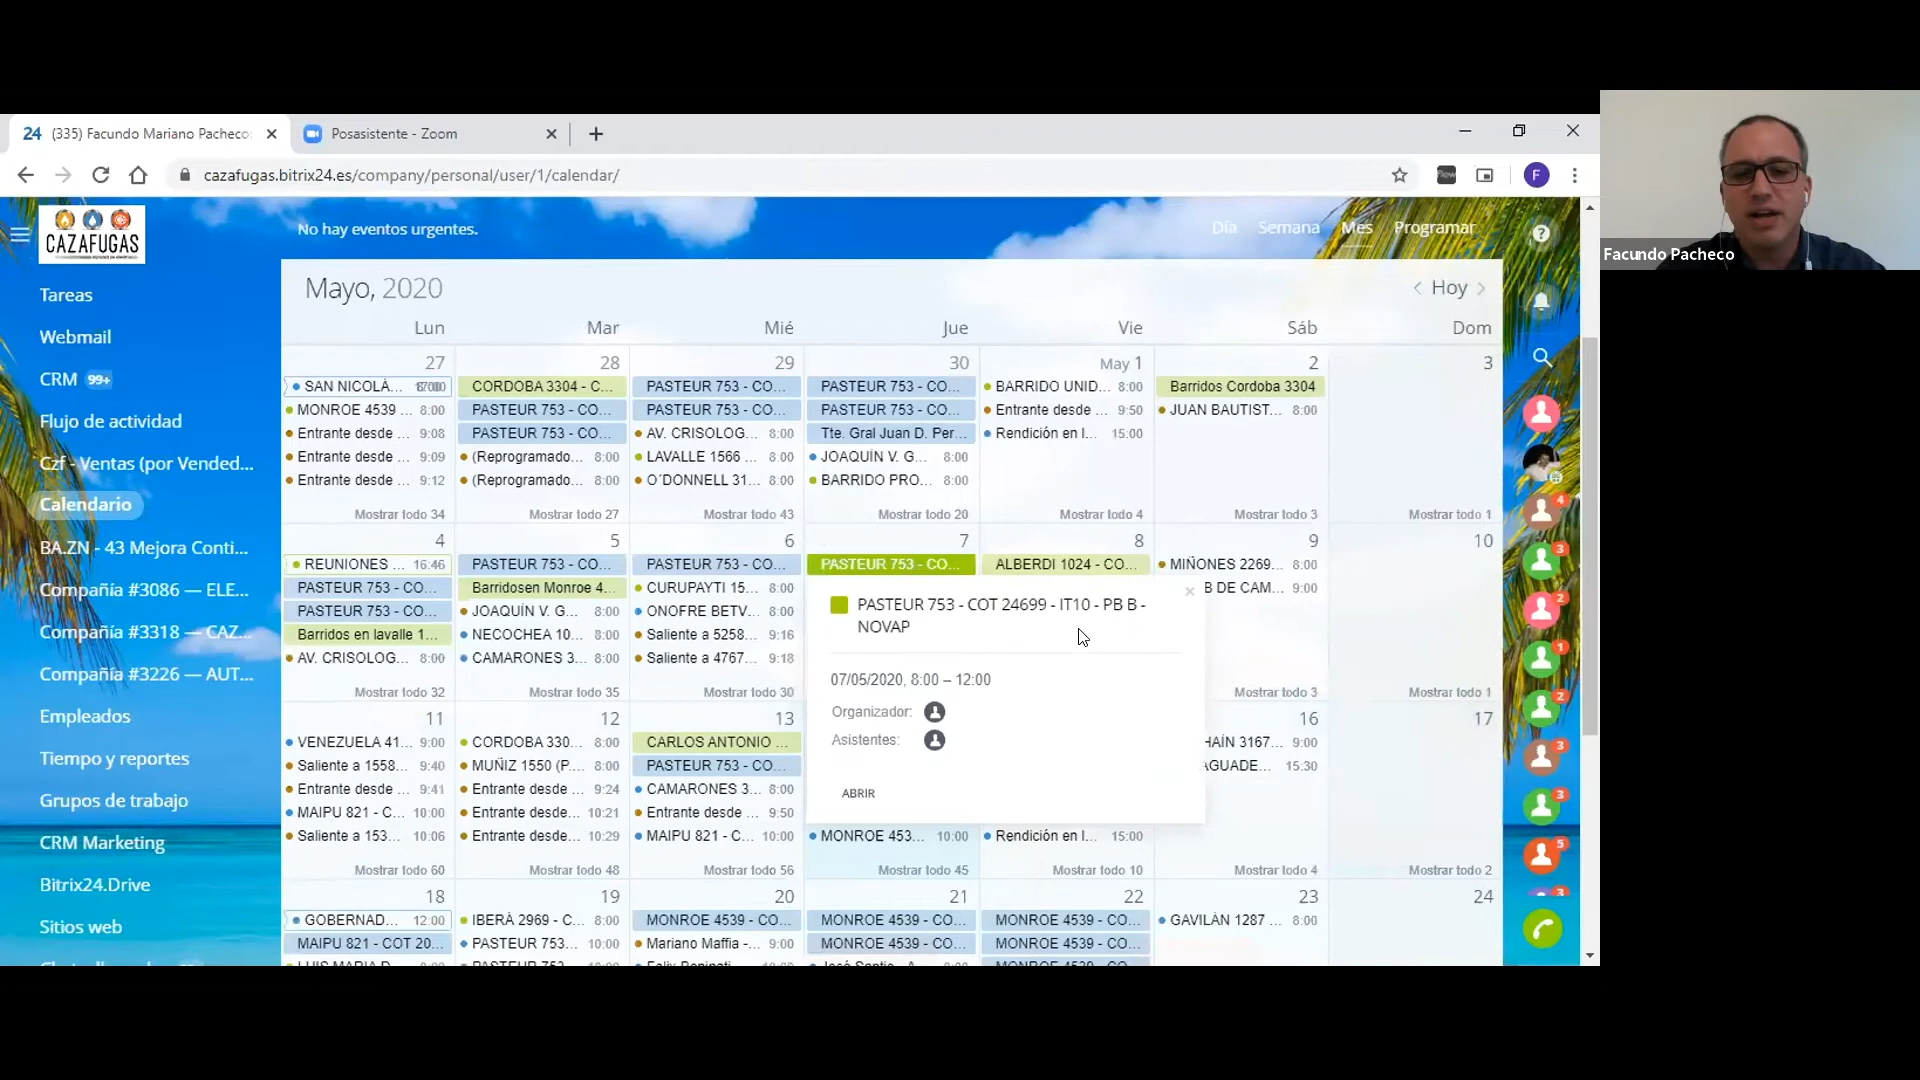 24 (335) Facundo Mariano Pacheco
Posasistente - Zoom
cazafugas.bitrix24.es/company/personal/user/1/calendar/
F
Facundo Pacheco
CAZAFUGAS
No hay eventos urgentes.
Día Semana Mes Programar
Tareas
Webmail
CRM 99+
Flujo de actividad
Czf - Ventas (por Vended...
Calendario
BA.ZN - 43 Mejora Conti...
Compañía #3086 — ELE...
Compañía #3318 — CAZ...
Compañía #3226 — AUT...
Empleados
Tiempo y reportes
Grupos de trabajo
CRM Marketing
Bitrix24.Drive
Sitios web
Mayo, 2020
Hoy
Lun Mar Mié Jue Vie Sáb Dom
27 28 29 30 May 1 2 3
SAN NICOLÁ... CORDOBA 3304 - C... PASTEUR 753 - CO... PASTEUR 753 - CO... BARRIDO UNID... 8:00 Barridos Cordoba 3304
MONROE 4539 ... 8:00 PASTEUR 753 - CO... PASTEUR 753 - CO... PASTEUR 753 - CO... Entrante desde ... 9:50 JUAN BAUTIST... 8:00
Entrante desde ... 9:08 PASTEUR 753 - CO... AV. CRISOLOG... 8:00 Tte. Gral Juan D. Per... Rendición en l... 15:00
Entrante desde ... 9:09 (Reprogramado... 8:00 LAVALLE 1566 ... 8:00 JOAQUÍN V. G... 8:00
Entrante desde ... 9:12 (Reprogramado... 8:00 O´DONNELL 31... 8:00 BARRIDO PRO... 8:00
Mostrar todo 34 Mostrar todo 27 Mostrar todo 43 Mostrar todo 20 Mostrar todo 4 Mostrar todo 3 Mostrar todo 1
4 5 6 7 8 9 10
REUNIONES ... 16:46 PASTEUR 753 - CO... PASTEUR 753 - CO... PASTEUR 753 - CO... ALBERDI 1024 - CO... MIÑONES 2269... 8:00
PASTEUR 753 - CO... Barridosen Monroe 4... CURUPAYTI 15... 8:00 B DE CAM... 9:00
PASTEUR 753 - CO... JOAQUÍN V. G... 8:00 ONOFRE BETV... 8:00
Barridos en lavalle 1... NECOCHEA 10... 8:00 Saliente a 5258... 9:16
AV. CRISOLOG... 8:00 CAMARONES 3... 8:00 Saliente a 4767... 9:18
Mostrar todo 32 Mostrar todo 35 Mostrar todo 30 Mostrar todo 3 Mostrar todo 1
PASTEUR 753 - COT 24699 - IT10 - PB B -
NOVAP
07/05/2020, 8:00 – 12:00
Organizador:
Asistentes:
ABRIR
11 12 13 16 17
VENEZUELA 41... 9:00 CORDOBA 330... 8:00 CARLOS ANTONIO ... HAÍN 3167... 9:00
Saliente a 1558... 9:40 MUÑIZ 1550 (P... 8:00 PASTEUR 753 - CO... AGUADE... 15:30
Entrante desde ... 9:41 Entrante desde ... 9:24 CAMARONES 3... 8:00
MAIPU 821 - C... 10:00 Entrante desde... 10:21 Entrante desde ... 9:50
Saliente a 153... 10:06 Entrante desde... 10:29 MAIPU 821 - C... 10:00 MONROE 453... 10:00 Rendición en l... 15:00
Mostrar todo 60 Mostrar todo 48 Mostrar todo 56 Mostrar todo 45 Mostrar todo 10 Mostrar todo 4 Mostrar todo 2
18 19 20 21 22 23 24
GOBERNAD... 12:00 IBERÁ 2969 - C... 8:00 MONROE 4539 - CO... MONROE 4539 - CO... MONROE 4539 - CO... GAVILÁN 1287 ... 8:00
MAIPU 821 - COT 20... PASTEUR 753... 10:00 Mariano Maffia -... 9:00 MONROE 4539 - CO... MONROE 4539 - CO...
MONROE 4539 - CO...
4
3
2
1
2
3
3
5
3